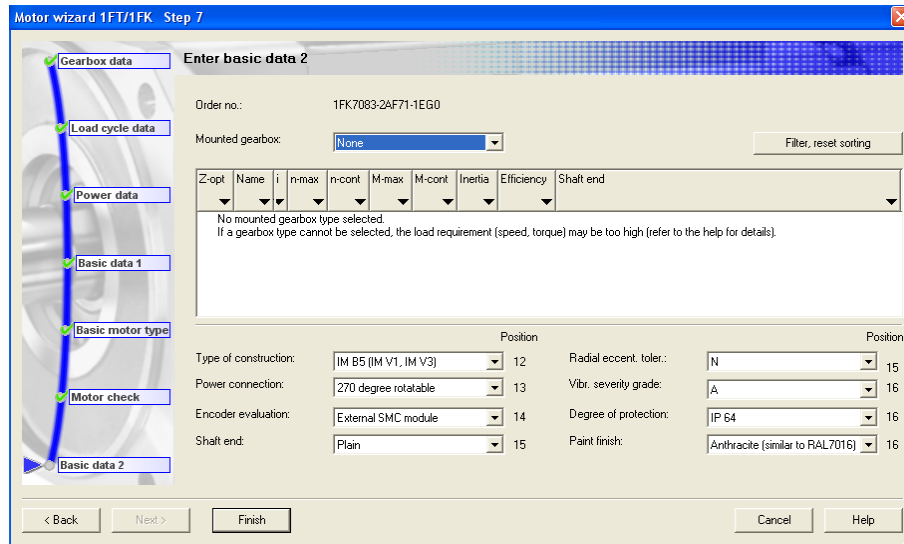 Motor wizard 1FT/1FK Step 7
Gearbox data
Load cycle data
Power data
Basic data 1
Basic motor type
Motor check
Basic data 2
Enter basic data 2
Order no.: 1FK7083-2AF71-1EG0
Mounted gearbox: None Filter, reset sorting
Z-opt Name i n-max n-cont M-max M-cont Inertia Efficiency Shaft end
No mounted gearbox type selected.
If a gearbox type cannot be selected, the load requirement (speed, torque) may be too high (refer to the help for details).
Position Position
Type of construction: IM B5 (IM V1, IM V3) 12 Radial eccent. toler.: N 15
Power connection: 270 degree rotatable 13 Vibr. severity grade: A 16
Encoder evaluation: External SMC module 14 Degree of protection: IP 64 16
Shaft end: Plain 15 Paint finish: Anthracite (similar to RAL7016) 16
< Back Next > Finish Cancel Help